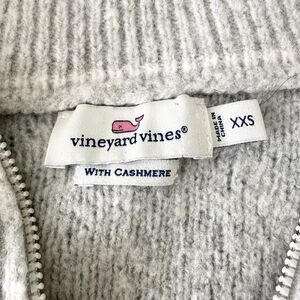 vineyard vines®
MADE IN
CHINA
XXS
WITH CASHMERE